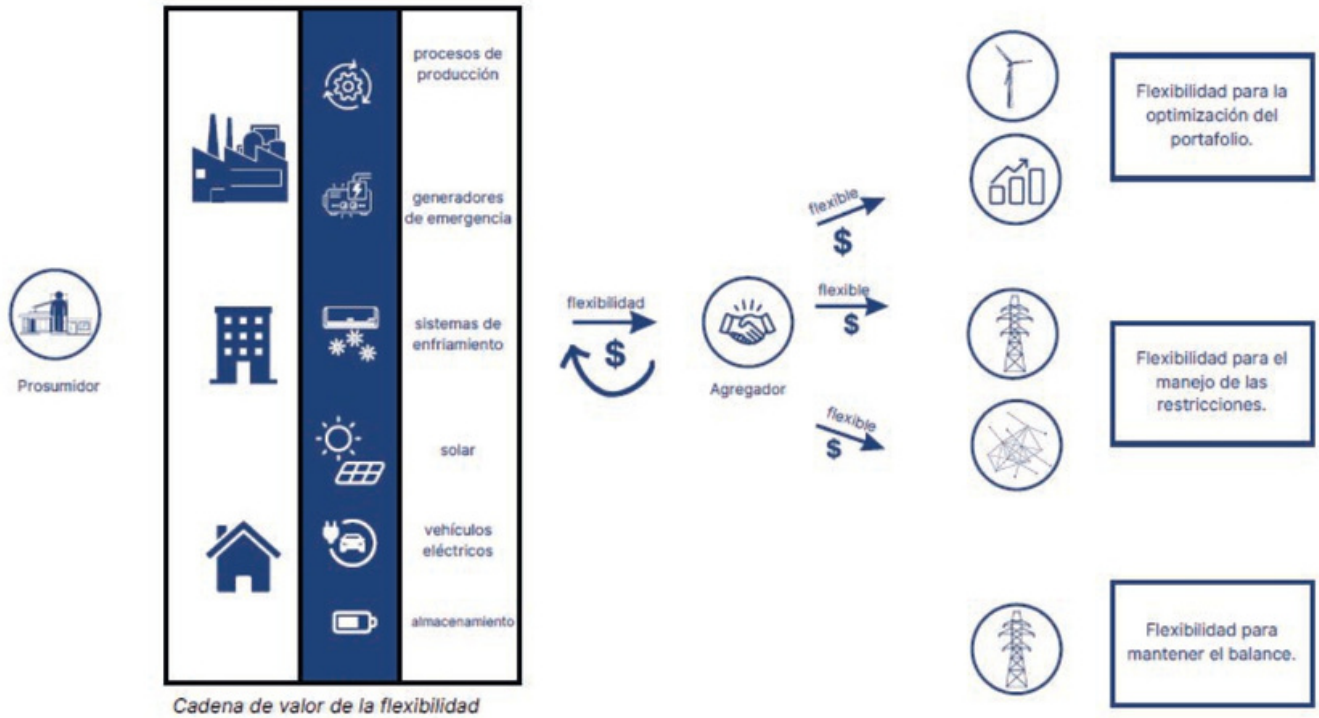 Prosumidor
procesos de
producción
generadores
de emergencia
sistemas de
enfriamiento
solar
vehículos
eléctricos
almacenamiento
Cadena de valor de la flexibilidad
flexibilidad
$
Agregador
flexible
$
flexible
$
flexible
$
Flexibilidad para la
optimización del
portafolio.
Flexibilidad para el
manejo de las
restricciones.
Flexibilidad para
mantener el balance.